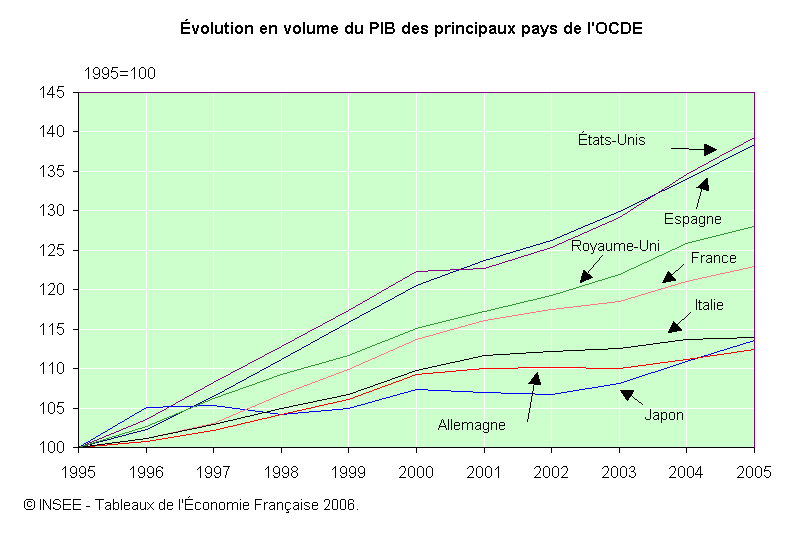 Évolution en volume du PIB des principaux pays de l'OCDE
1995=100
145
140
135
130
125
120
115
110
105
100
États-Unis
Espagne
Royaume-Uni
France
Italie
Allemagne
Japon
1995 1996 1997 1998 1999 2000 2001 2002 2003 2004 2005
© INSEE - Tableaux de l'Économie Française 2006.